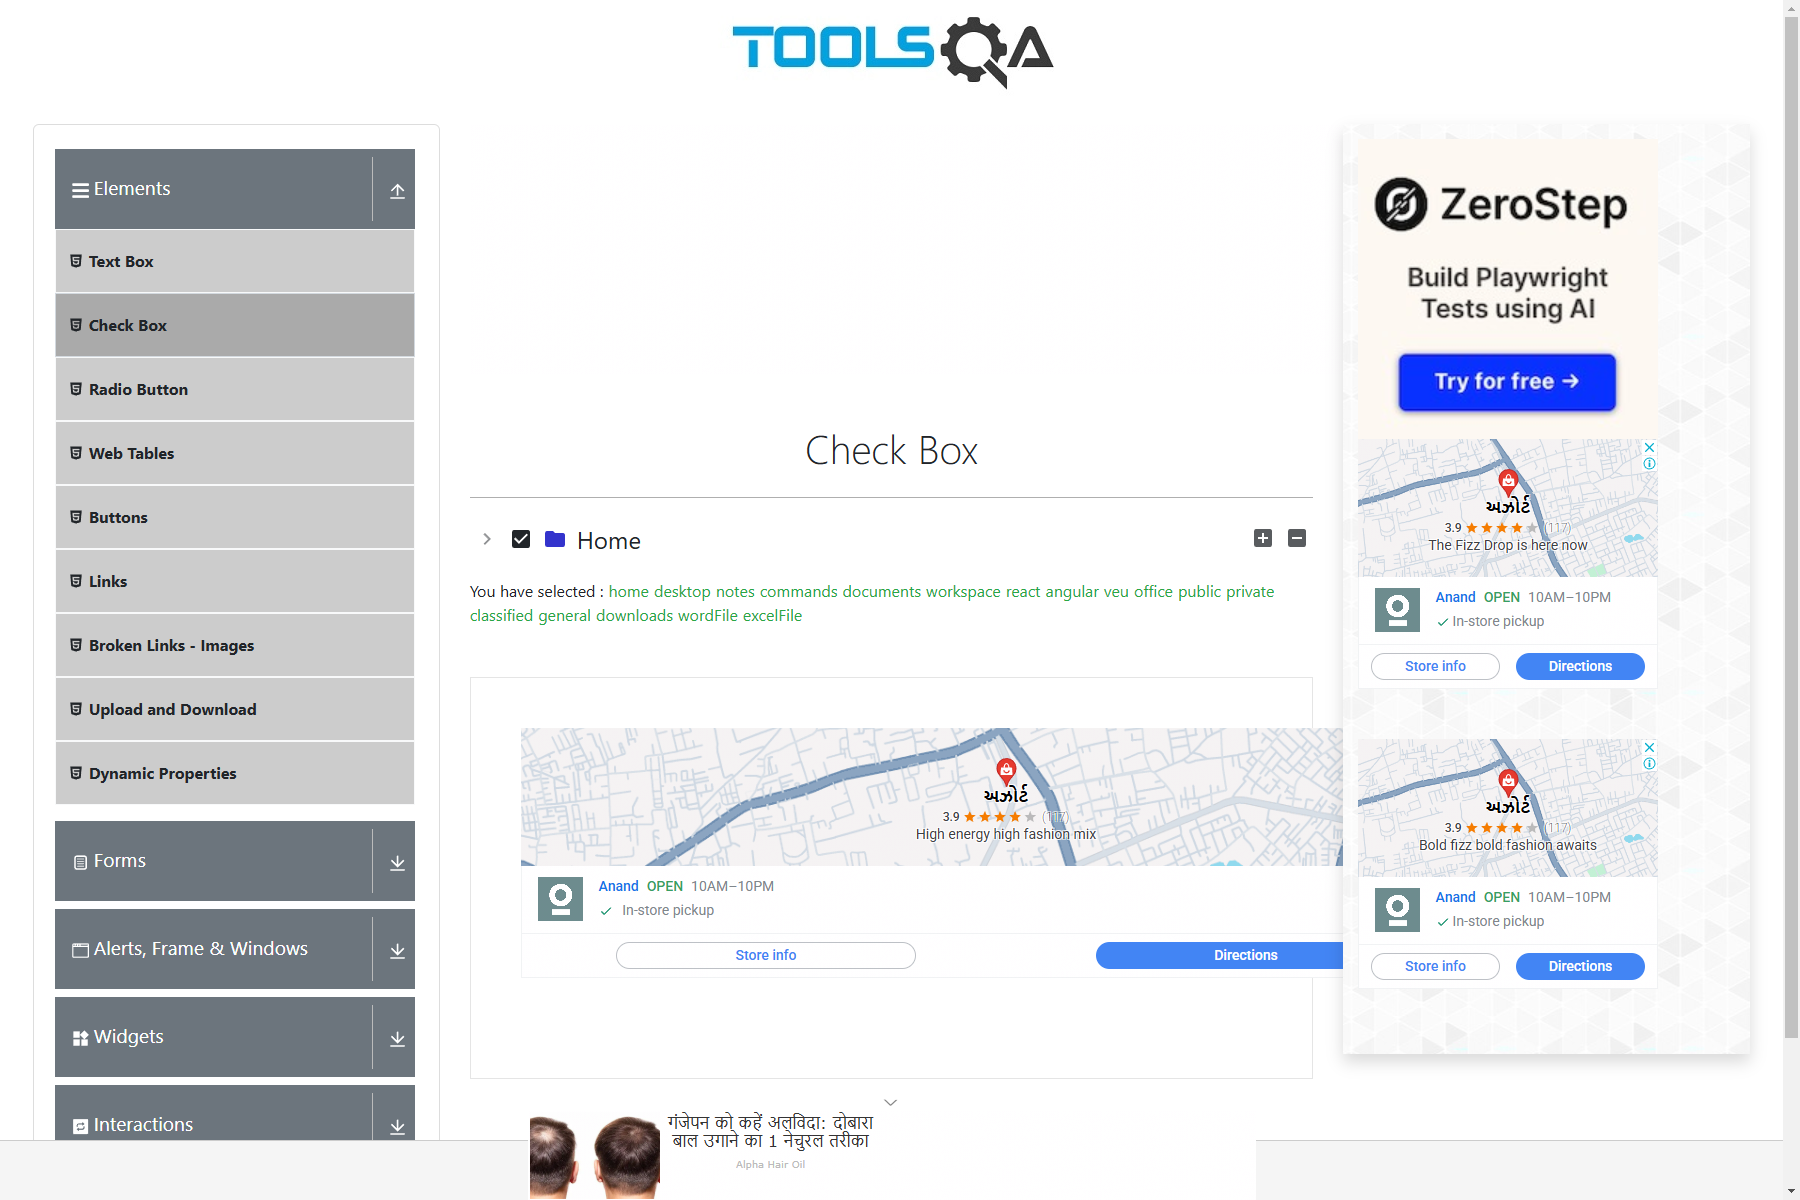 TOOLSQA
Elements
Text Box
Check Box
Radio Button
Web Tables
Buttons
Links
Broken Links - Images
Upload and Download
Dynamic Properties
Forms
Alerts, Frame & Windows
Widgets
Interactions
Check Box
Home
You have selected : home desktop notes commands documents workspace react angular veu office public private
classified general downloads wordFile excelFile
અઝોર્ટ
3.9 (117)
High energy high fashion mix
Anand OPEN 10AM–10PM
In-store pickup
Store info
Directions
गंजेपन को कहें अलविदा: दोबारा
बाल उगाने का 1 नेचुरल तरीका
Alpha Hair Oil
ZeroStep
Build Playwright
Tests using AI
Try for free →
અઝોર્ટ
3.9 (117)
The Fizz Drop is here now
Anand OPEN 10AM–10PM
In-store pickup
Store info
Directions
અઝોર્ટ
3.9 (117)
Bold fizz bold fashion awaits
Anand OPEN 10AM–10PM
In-store pickup
Store info
Directions